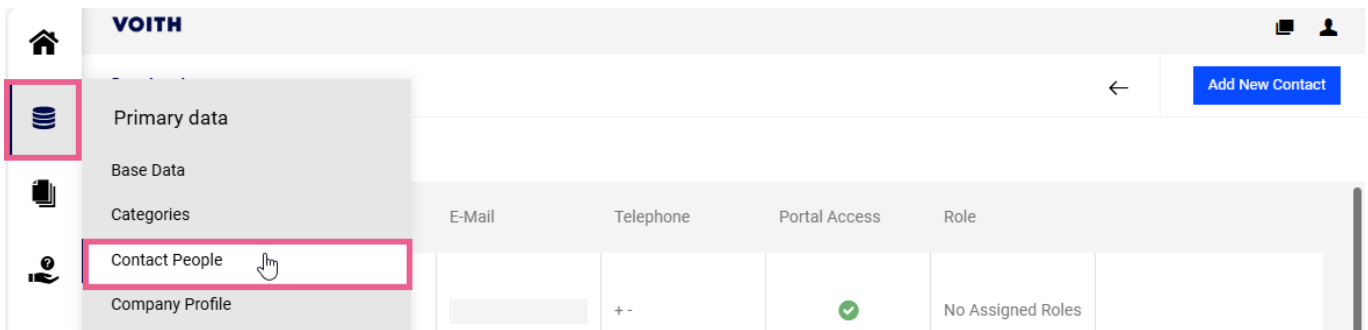 VOITH
Add New Contact
Primary data
Base Data
Categories
E-Mail Telephone Portal Access Role
Contact People
Company Profile
+ - No Assigned Roles